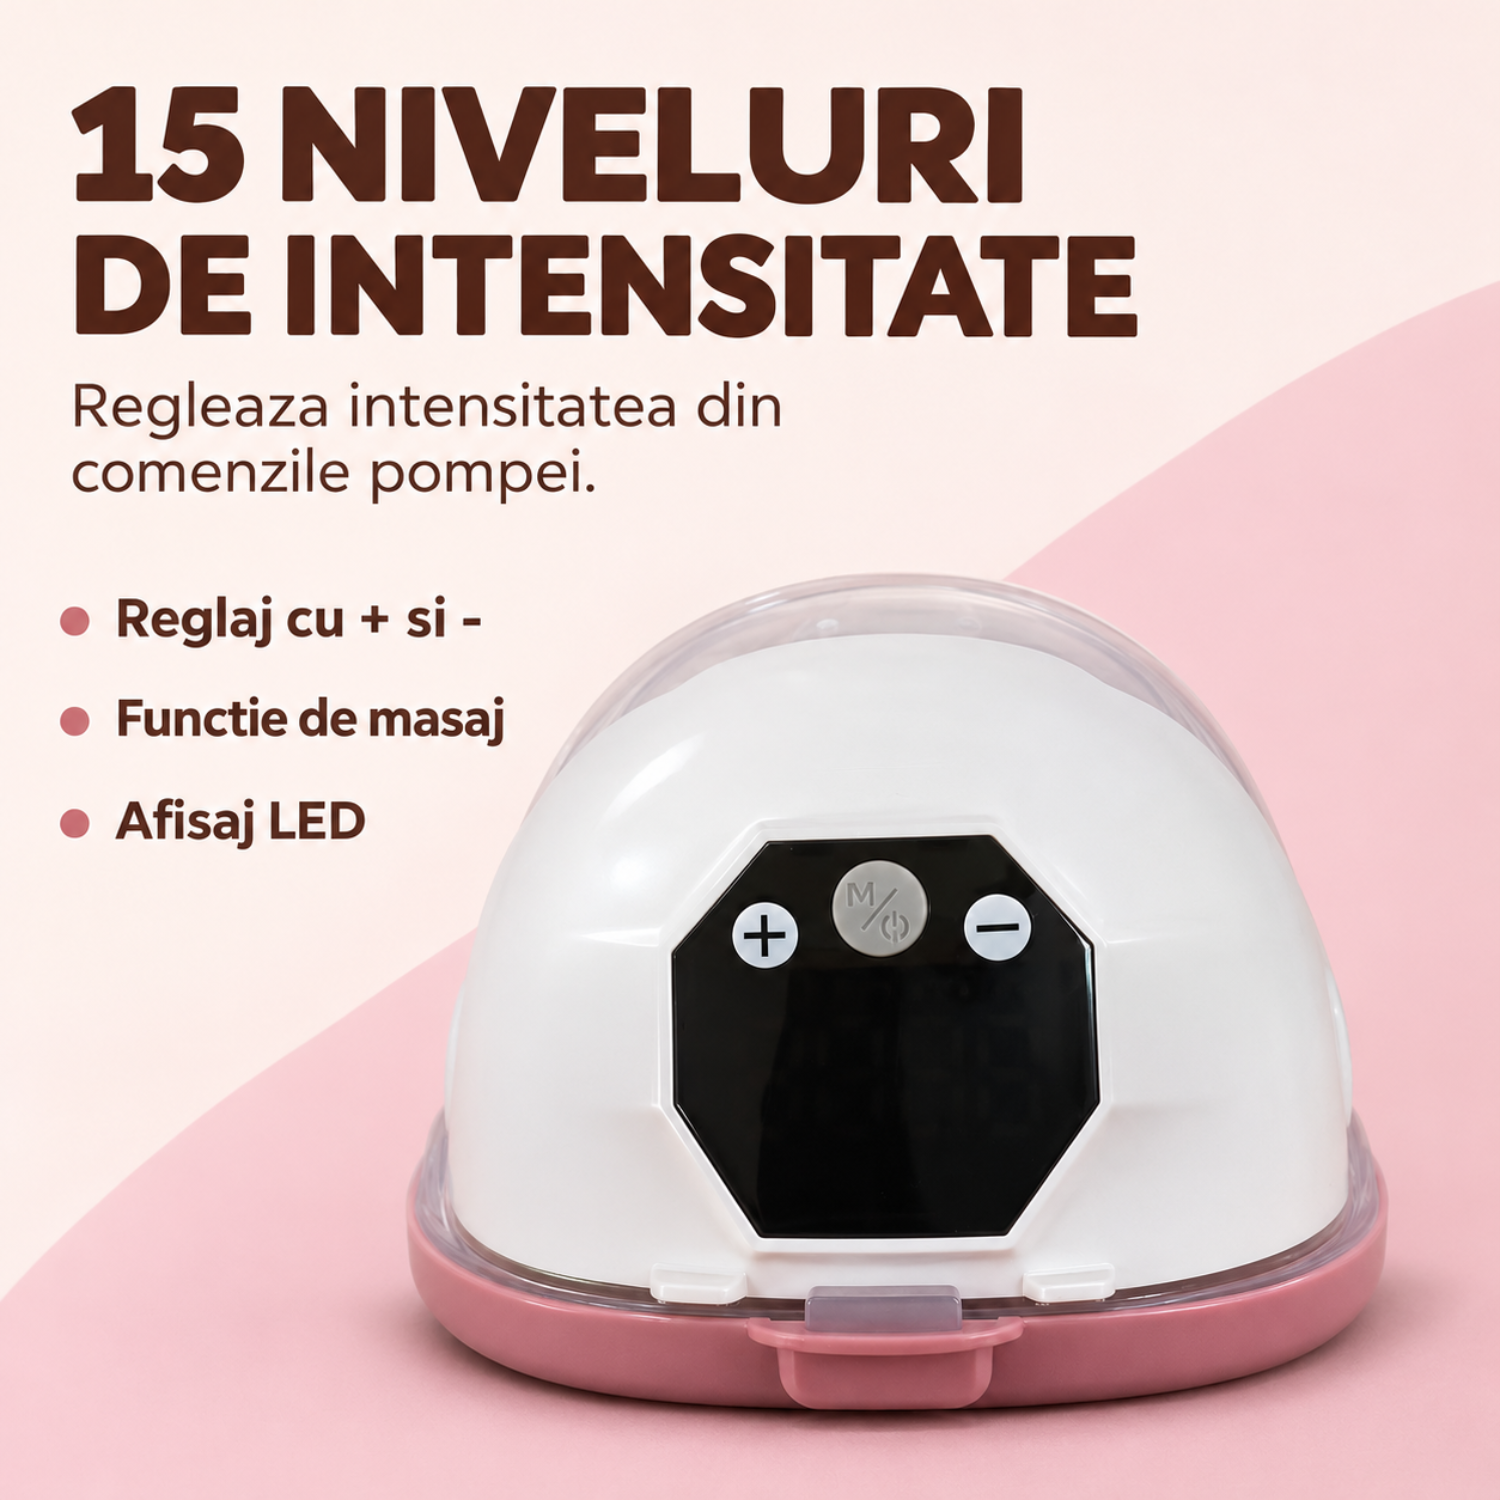 15 NIVELURI
DE INTENSITATE
Regleaza intensitatea din
comenzile pompei.
Reglaj cu + si -
Functie de masaj
Afisaj LED
+ M/⏻ −